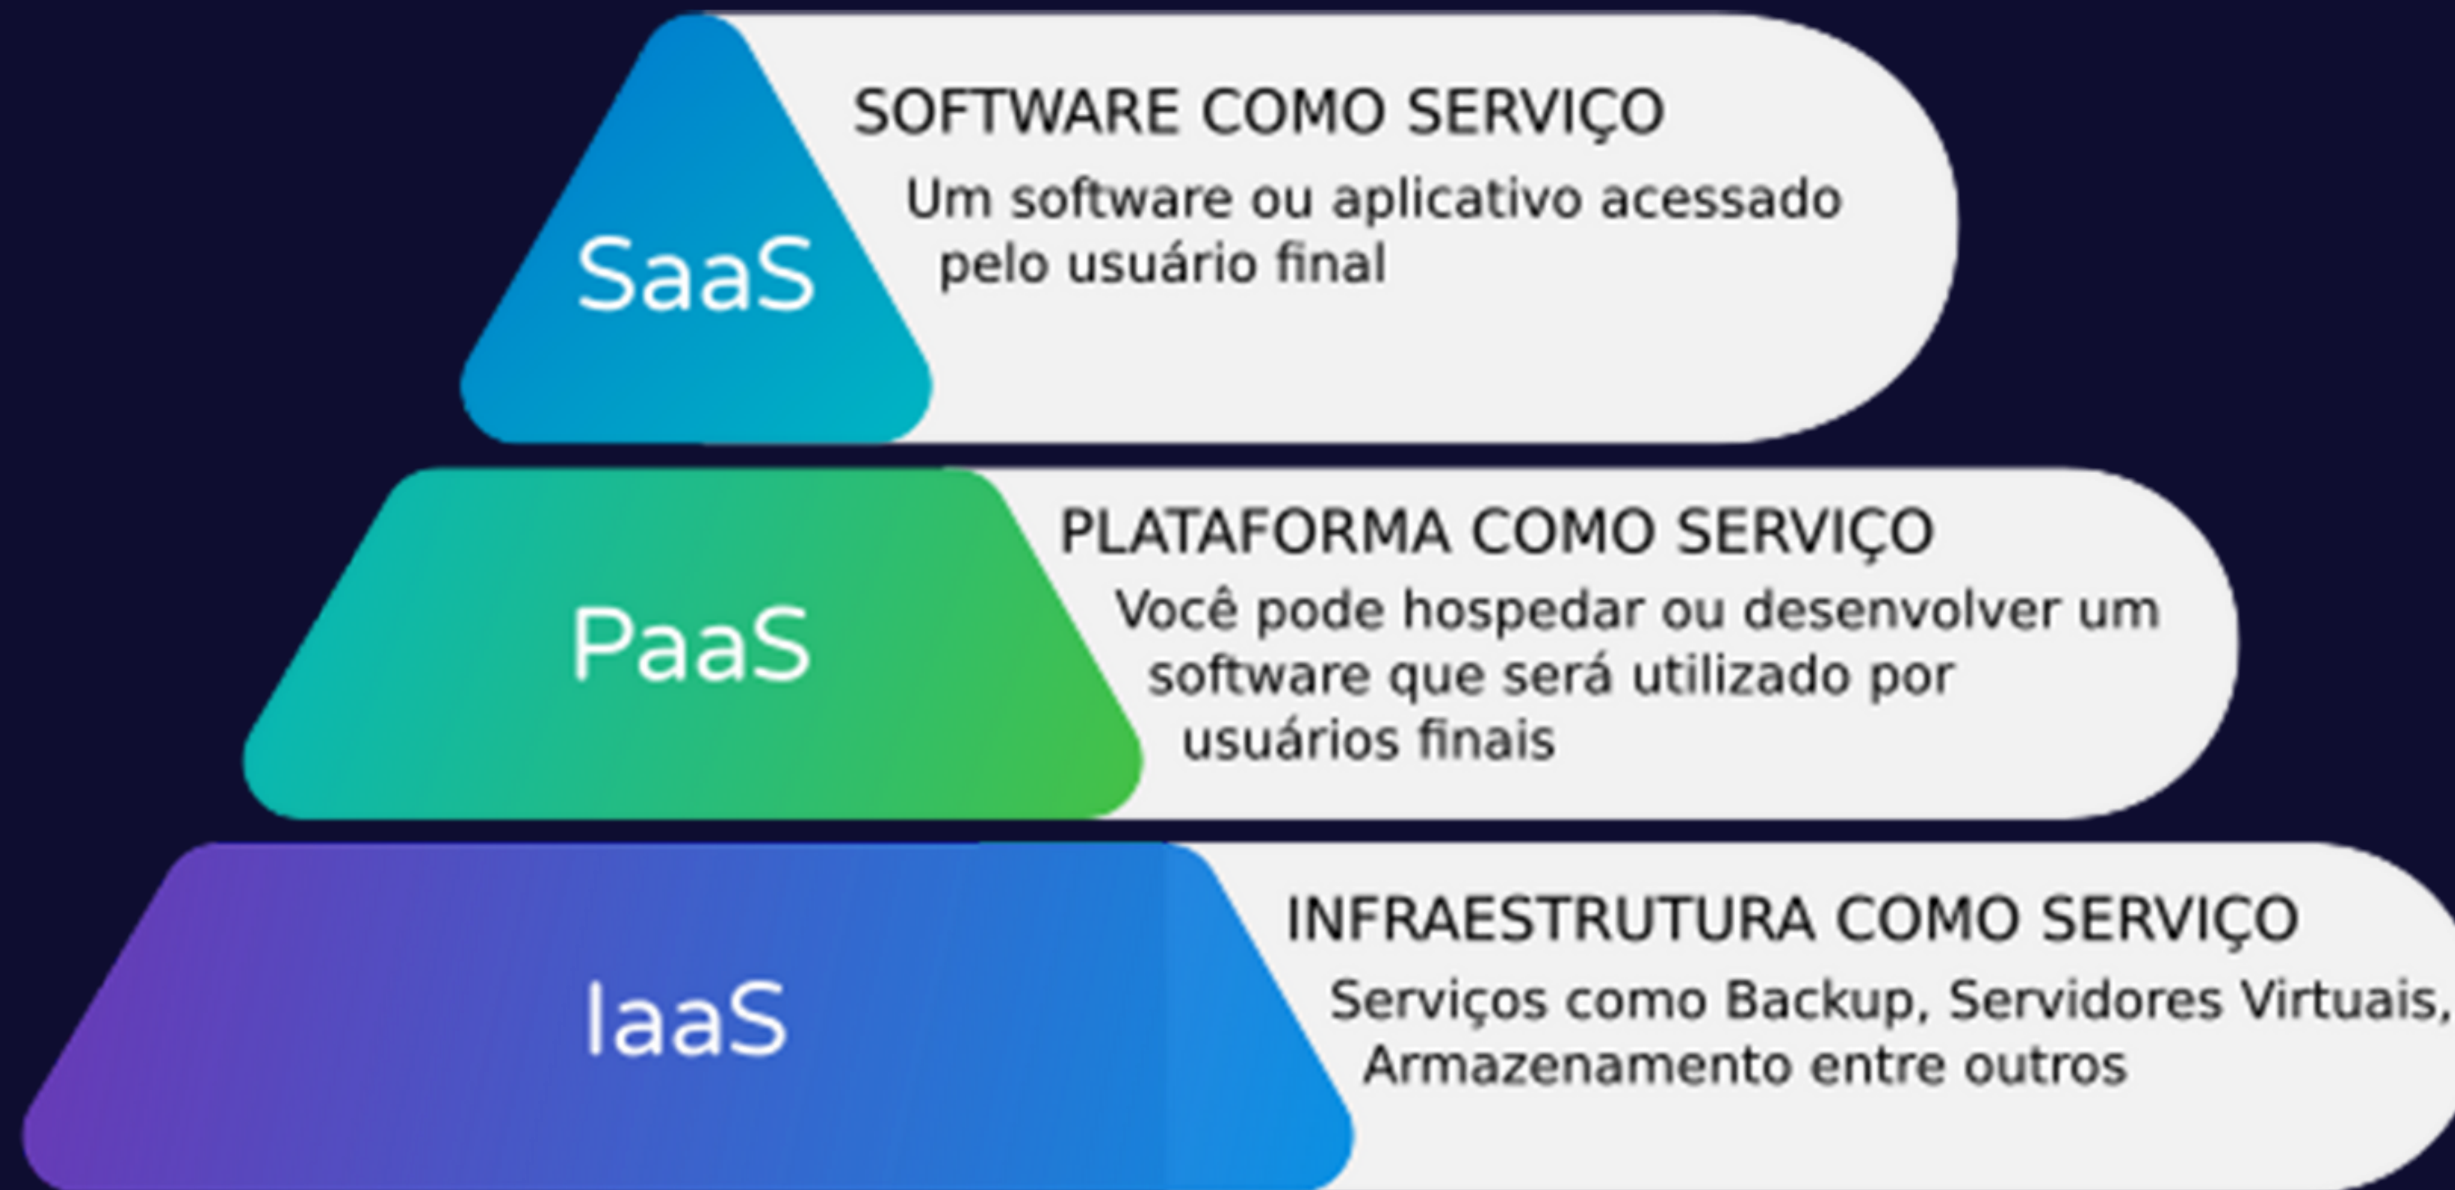 SaaS
SOFTWARE COMO SERVIÇO
Um software ou aplicativo acessado
pelo usuário final
PaaS
PLATAFORMA COMO SERVIÇO
Você pode hospedar ou desenvolver um
software que será utilizado por
usuários finais
IaaS
INFRAESTRUTURA COMO SERVIÇO
Serviços como Backup, Servidores Virtuais,
Armazenamento entre outros